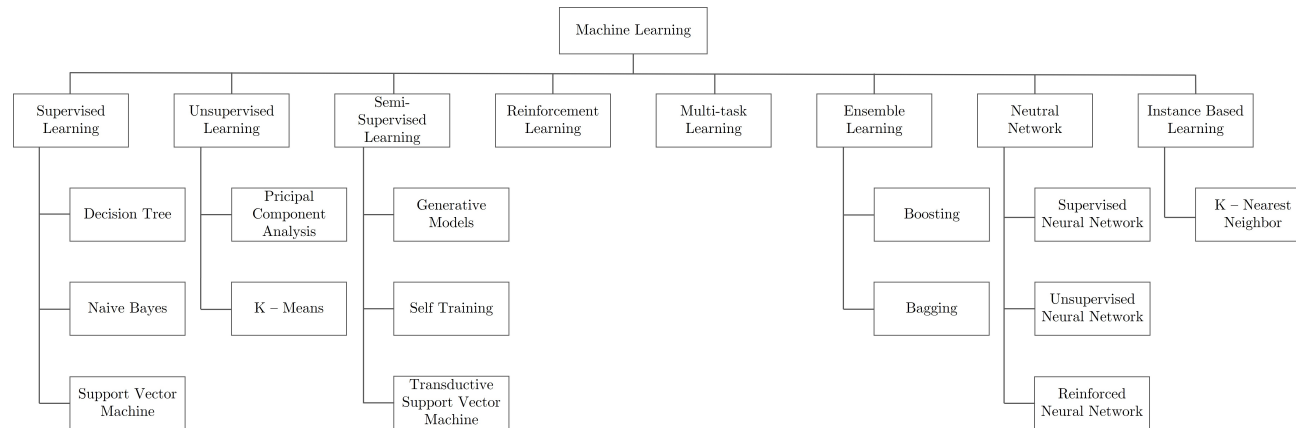 Machine Learning
Supervised
Learning
Unsupervised
Learning
Semi-
Supervised
Learning
Reinforcement
Learning
Multi-task
Learning
Ensemble
Learning
Neutral
Network
Instance Based
Learning
Decision Tree
Pricipal
Component
Analysis
Generative
Models
Boosting
Supervised
Neural Network
K – Nearest
Neighbor
Naive Bayes
K – Means
Self Training
Bagging
Unsupervised
Neural Network
Support Vector
Machine
Transductive
Support Vector
Machine
Reinforced
Neural Network